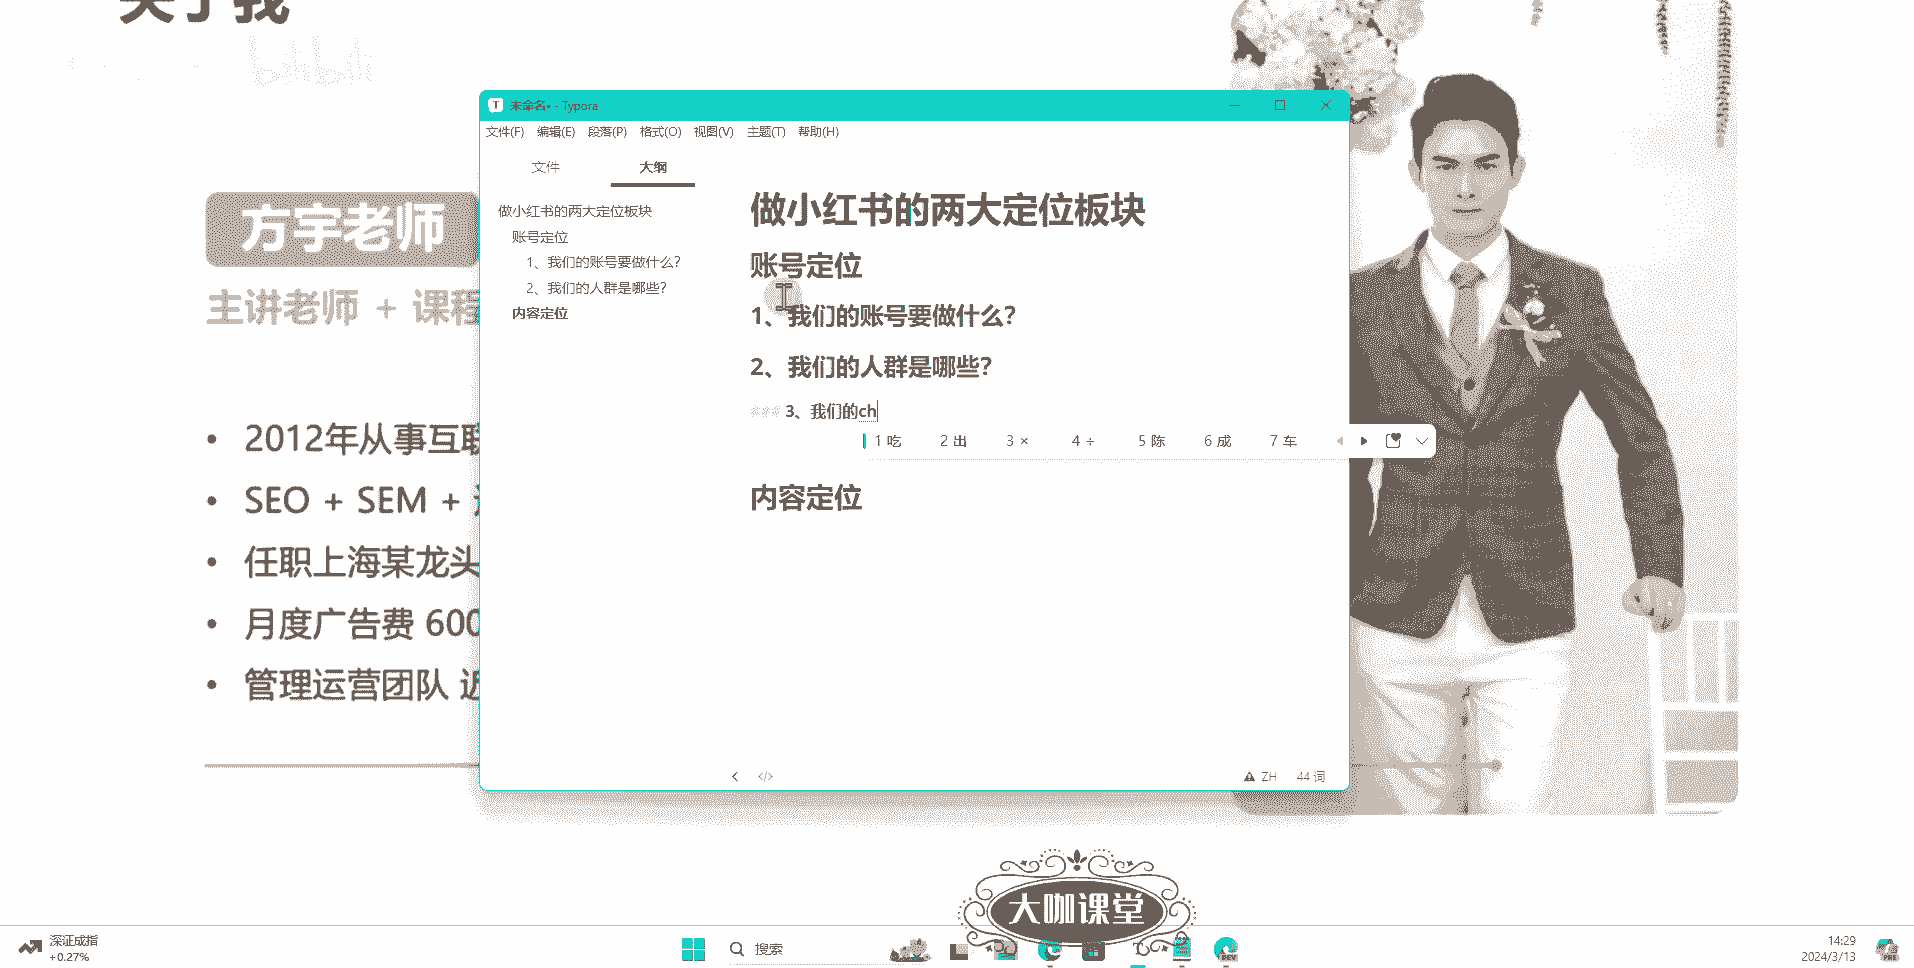 关于我
bilibili
未命名• - Typora
文件(F) 编辑(E) 段落(P) 格式(O) 视图(V) 主题(T) 帮助(H)
文件 大纲
做小红书的两大定位板块
账号定位
1、我们的账号要做什么?
2、我们的人群是哪些?
内容定位
做小红书的两大定位板块
账号定位
1、我们的账号要做什么?
2、我们的人群是哪些?
### 3、我们的ch
1 吃 2 出 3 × 4 ÷ 5 陈 6 成 7 车
内容定位
ZH 44 词
方宇老师
主讲老师 + 课程
• 2012年从事互联
• SEO + SEM +
• 任职上海某龙头
• 月度广告费 600
• 管理运营团队 近
大咖课堂
深证成指
+0.27%
搜索
DEV
14:29
2024/3/13
PRE